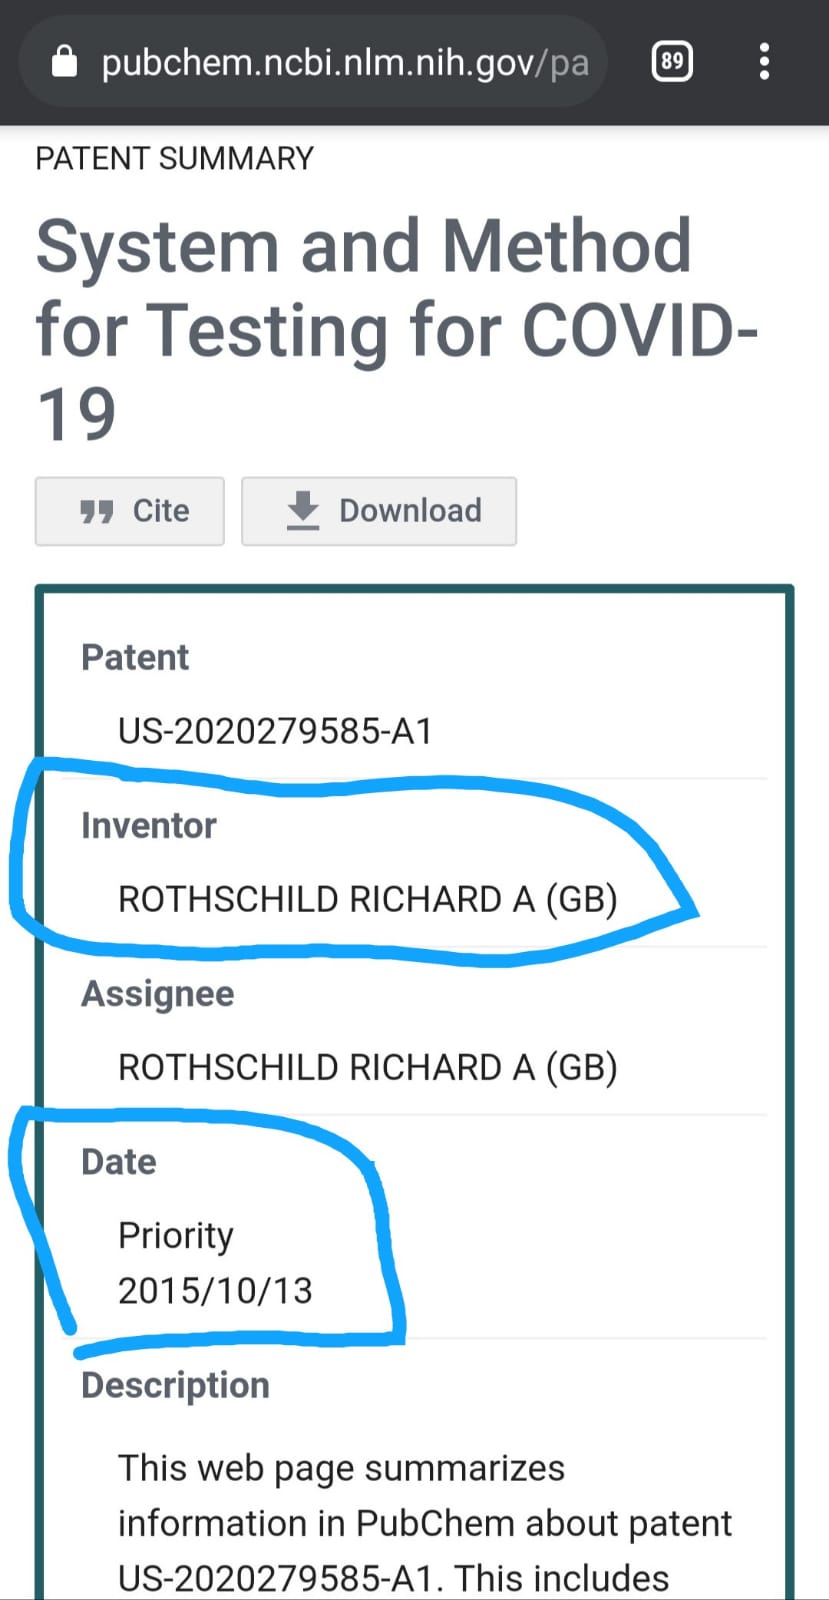 pubchem.ncbi.nlm.nih.gov/pa
89
PATENT SUMMARY
System and Method
for Testing for COVID-
19
Cite
Download
Patent
US-2020279585-A1
Inventor
ROTHSCHILD RICHARD A (GB)
Assignee
ROTHSCHILD RICHARD A (GB)
Date
Priority
2015/10/13
Description
This web page summarizes
information in PubChem about patent
US-2020279585-A1. This includes